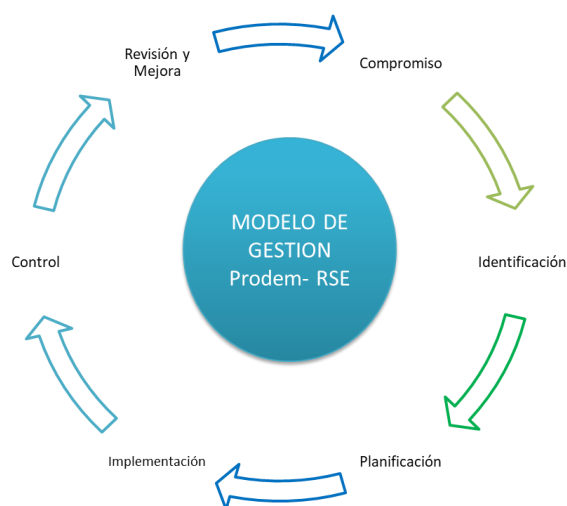 Revisión y
Mejora
Compromiso
MODELO DE
GESTION
Prodem- RSE
Control
Identificación
Implementación
Planificación